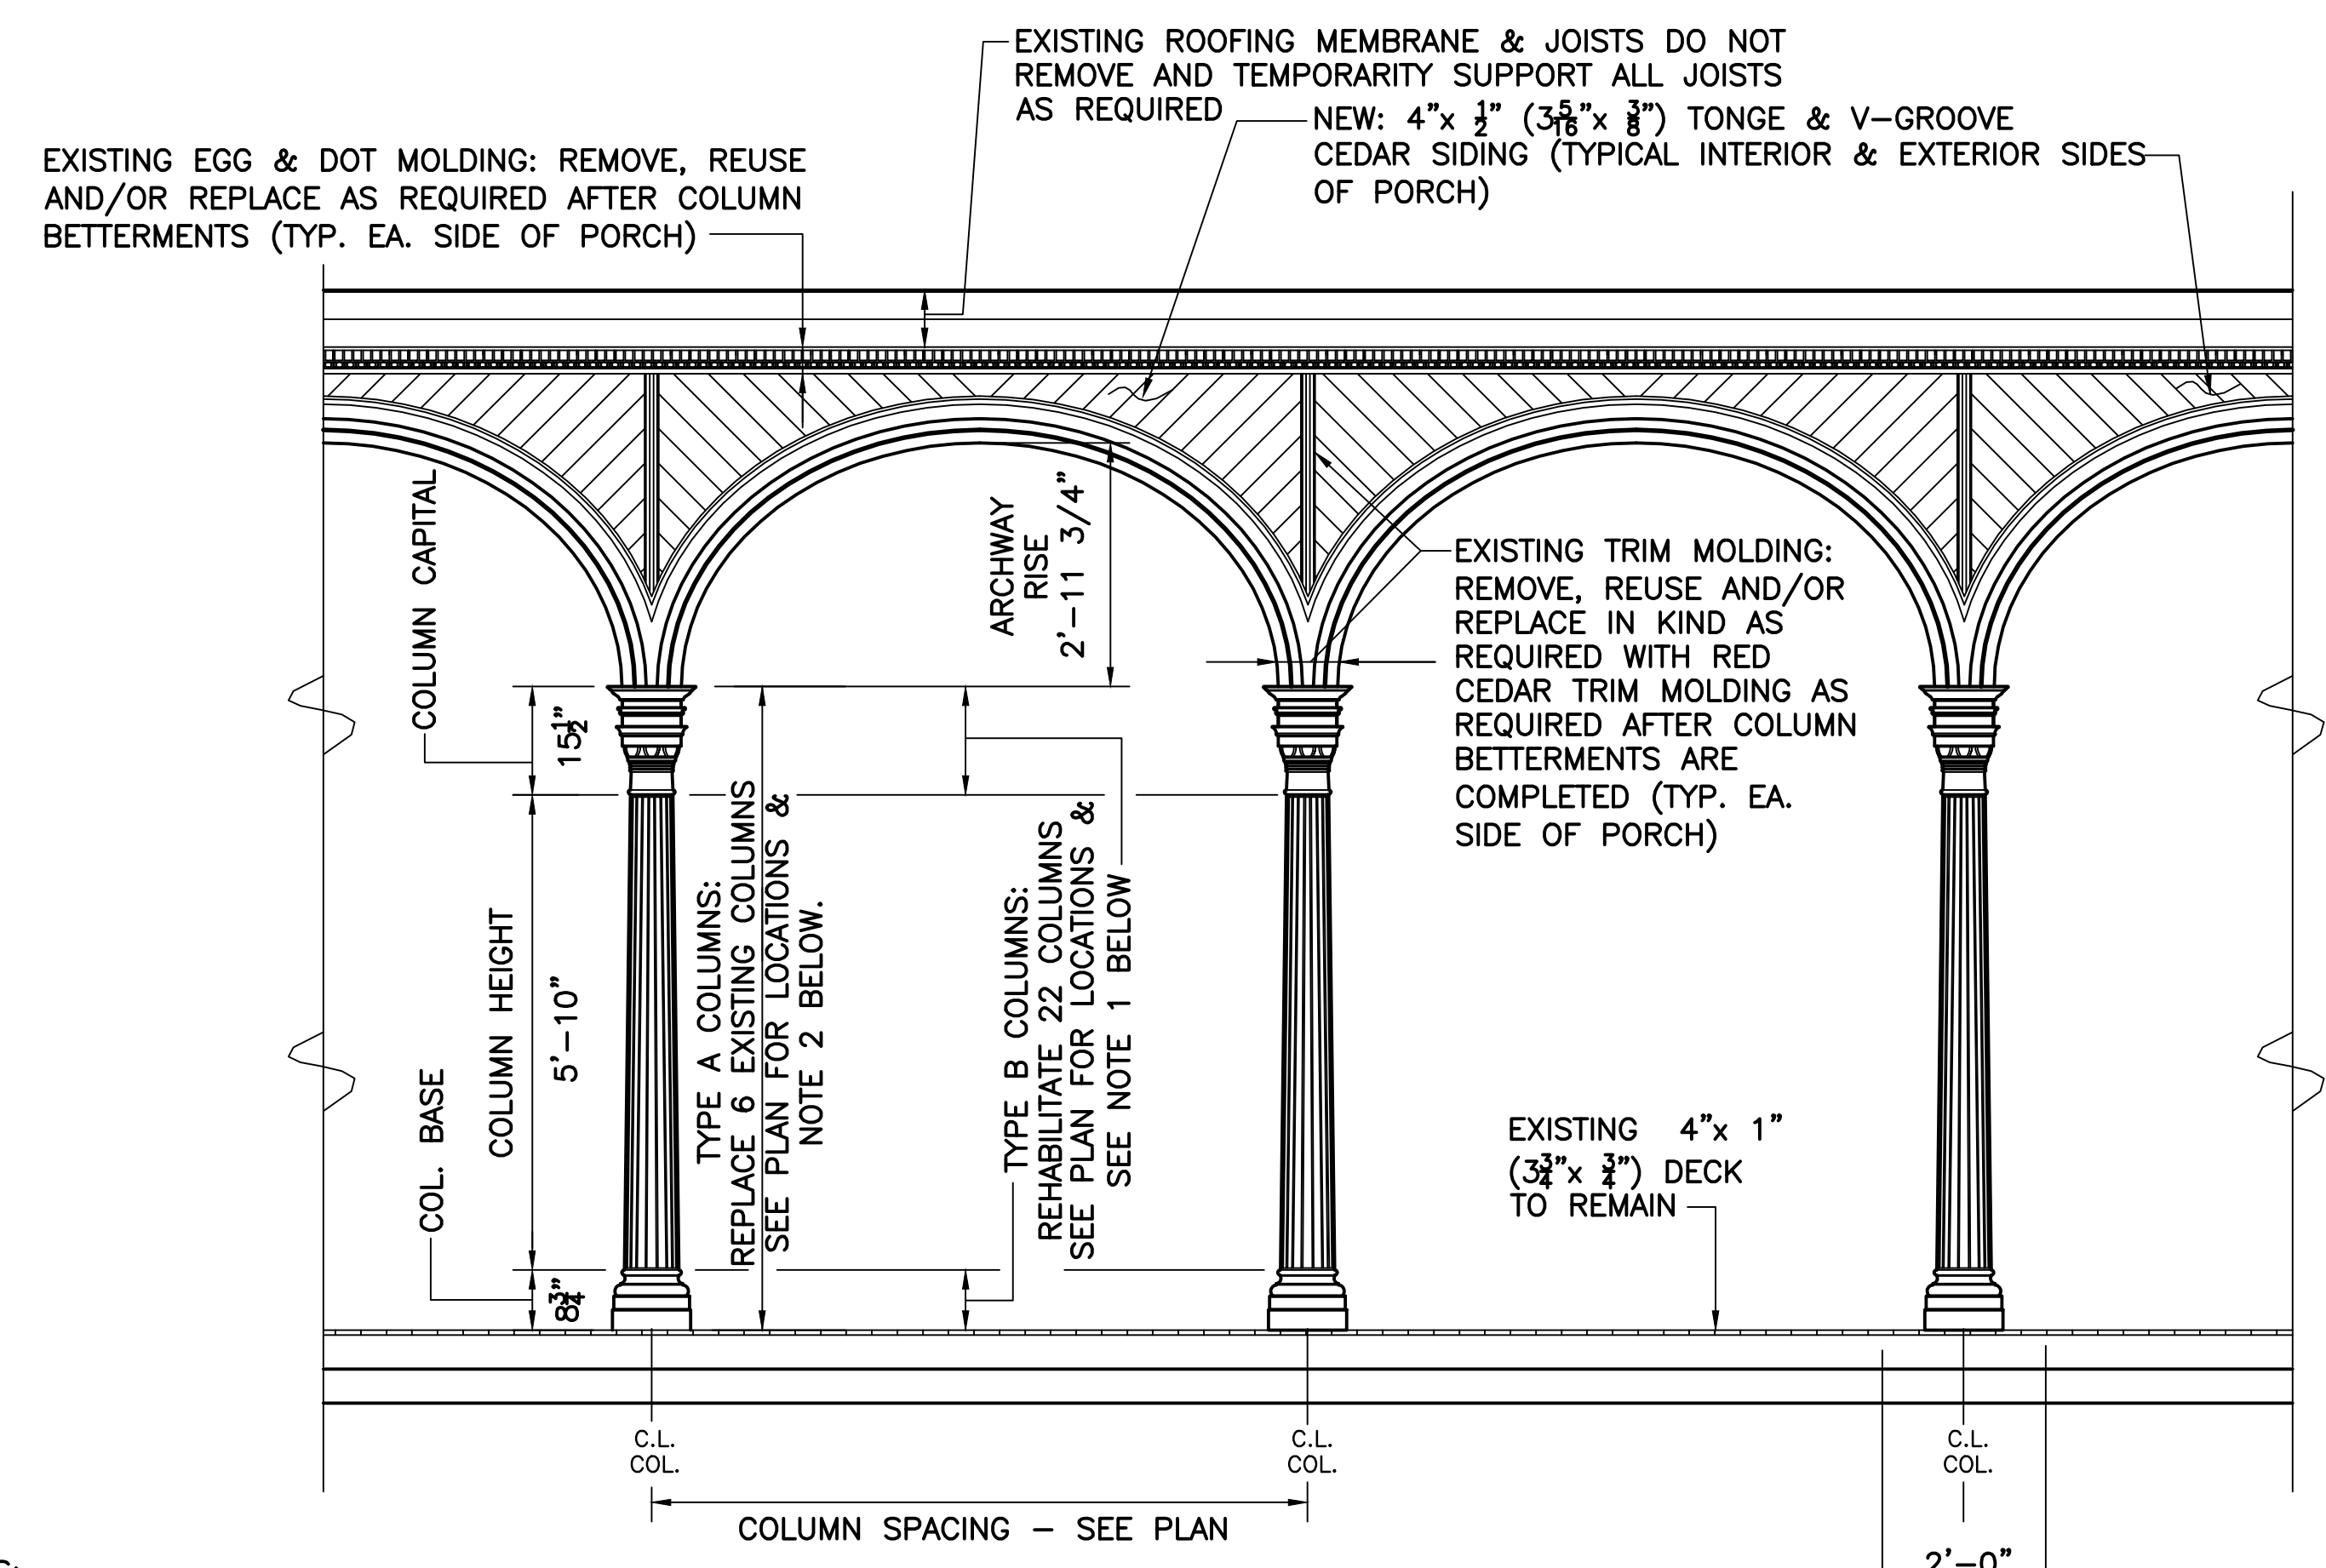 EXISTING ROOFING MEMBRANE & JOISTS DO NOT
REMOVE AND TEMPORARITY SUPPORT ALL JOISTS
AS REQUIRED
NEW: 4"x 1/2" (3 5/16"x 3/8") TONGE & V-GROOVE
CEDAR SIDING (TYPICAL INTERIOR & EXTERIOR SIDES
OF PORCH)
EXISTING EGG & DOT MOLDING: REMOVE, REUSE
AND/OR REPLACE AS REQUIRED AFTER COLUMN
BETTERMENTS (TYP. EA. SIDE OF PORCH)
COLUMN CAPITAL
15 1/2"
COLUMN HEIGHT
5'-10"
COL. BASE
8 3/4"
TYPE A COLUMNS:
REPLACE 6 EXISTING COLUMNS
SEE PLAN FOR LOCATIONS &
NOTE 2 BELOW.
ARCHWAY
RISE
2'-11 3/4"
TYPE B COLUMNS:
REHABILITATE 22 COLUMNS
SEE PLAN FOR LOCATIONS &
SEE NOTE 1 BELOW
EXISTING TRIM MOLDING:
REMOVE, REUSE AND/OR
REPLACE IN KIND AS
REQUIRED WITH RED
CEDAR TRIM MOLDING AS
REQUIRED AFTER COLUMN
BETTERMENTS ARE
COMPLETED (TYP. EA.
SIDE OF PORCH)
EXISTING 4"x 1"
(3 3/4"x 3/4") DECK
TO REMAIN
C.L.
COL.
C.L.
COL.
C.L.
COL.
COLUMN SPACING - SEE PLAN
2'-0"